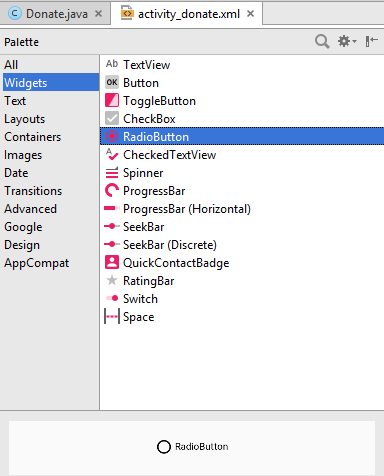 Donate.java activity_donate.xml
Palette
All
Widgets
Text
Layouts
Containers
Images
Date
Transitions
Advanced
Google
Design
AppCompat
Ab TextView
OK Button
ToggleButton
CheckBox
RadioButton
CheckedTextView
Spinner
ProgressBar
ProgressBar (Horizontal)
SeekBar
SeekBar (Discrete)
QuickContactBadge
RatingBar
Switch
Space
RadioButton